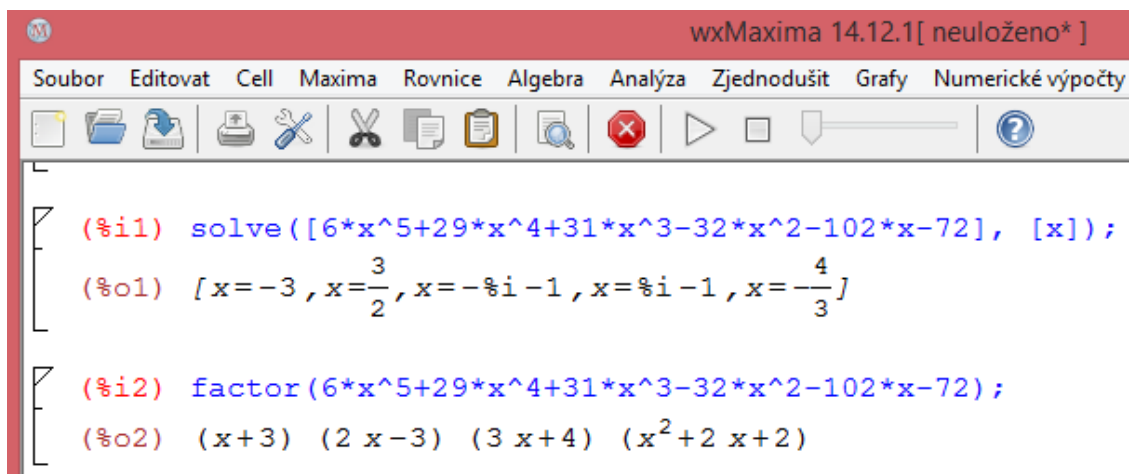 wxMaxima 14.12.1[ neuloženo* ]
Soubor Editovat Cell Maxima Rovnice Algebra Analýza Zjednodušit Grafy Numerické výpočty
(%i1) solve([6*x^5+29*x^4+31*x^3-32*x^2-102*x-72], [x]);
(%o1) [x=-3,x=3/2,x=-%i-1,x=%i-1,x=-4/3]
(%i2) factor(6*x^5+29*x^4+31*x^3-32*x^2-102*x-72);
(%o2) (x+3) (2 x-3) (3 x+4) (x²+2 x+2)